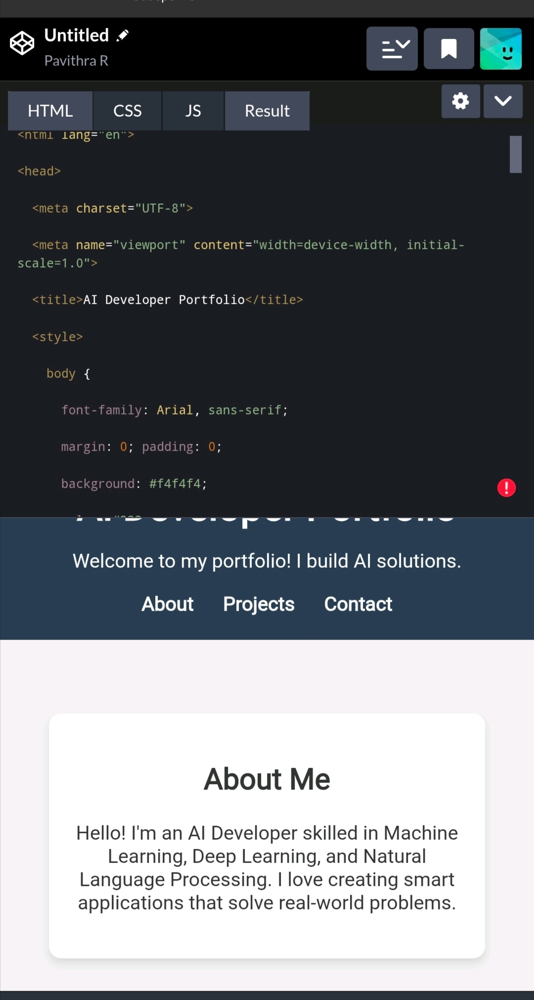 Untitled
Pavithra R
HTML CSS JS Result
<html lang="en">
<head>
<meta charset="UTF-8">
<meta name="viewport" content="width=device-width, initial-
scale=1.0">
<title>AI Developer Portfolio</title>
<style>
body {
font-family: Arial, sans-serif;
margin: 0; padding: 0;
background: #f4f4f4;
AI Developer Portfolio
Welcome to my portfolio! I build AI solutions.
About Projects Contact
About Me
Hello! I'm an AI Developer skilled in Machine
Learning, Deep Learning, and Natural
Language Processing. I love creating smart
applications that solve real-world problems.